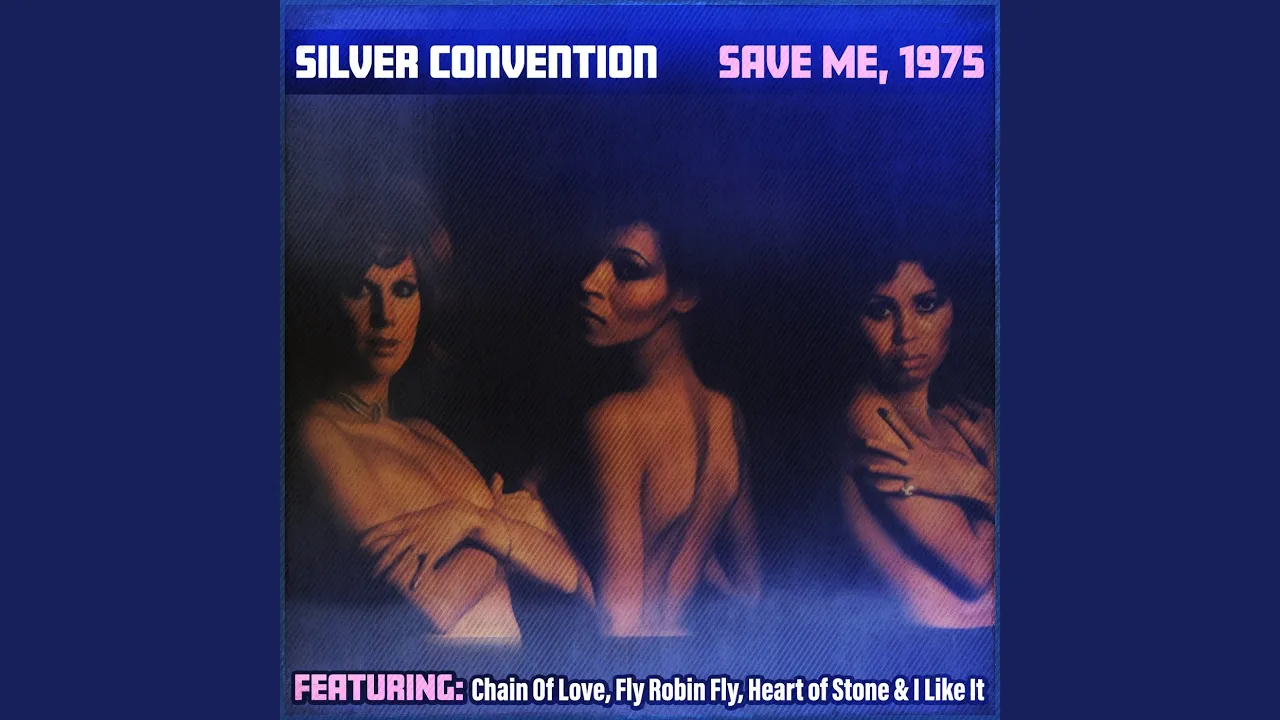 SILVER CONVENTION SAVE ME, 1975
FEATURING: Chain Of Love, Fly Robin Fly, Heart of Stone & I Like It